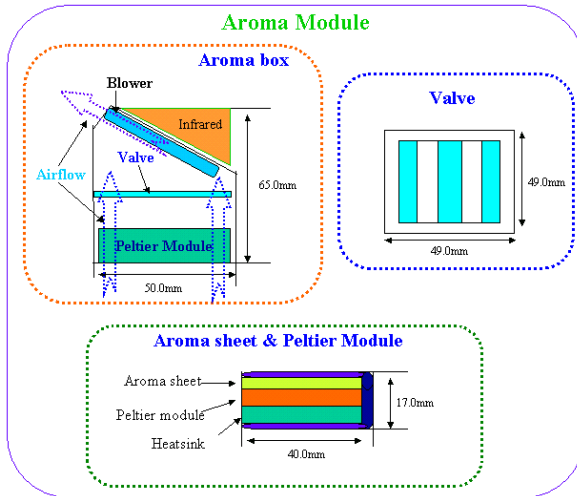 Aroma Module
Aroma box
Blower
Infrared
Valve
Airflow
65.0mm
Peltier Module
50.0mm
Valve
49.0mm
49.0mm
Aroma sheet & Peltier Module
Aroma sheet
Peltier module
Heatsink
17.0mm
40.0mm